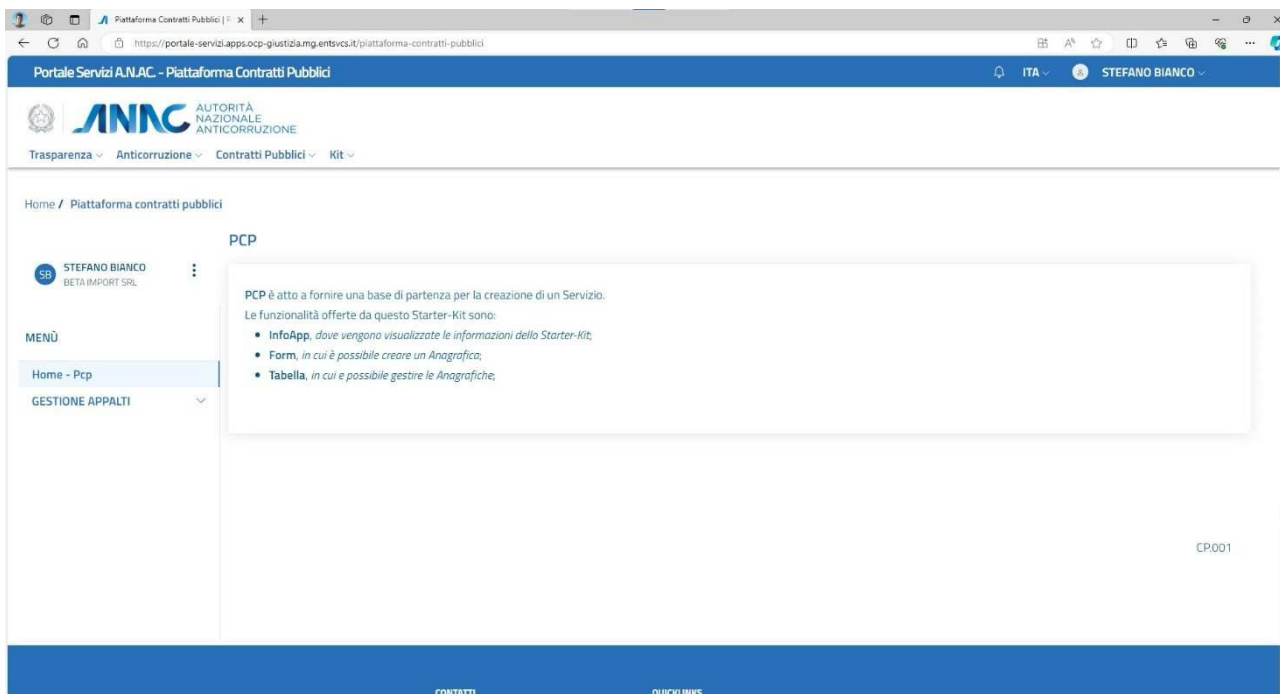 Piattaforma Contratti Pubblici |
https://portale-servizi.apps.ocp-giustizia.mg.entsvcs.it/piattaforma-contratti-pubblici
Portale Servizi A.N.AC. - Piattaforma Contratti Pubblici
ITA
STEFANO BIANCO
ANAC
AUTORITÀ
NAZIONALE
ANTICORRUZIONE
Trasparenza Anticorruzione Contratti Pubblici Kit
Home / Piattaforma contratti pubblici
PCP
SB
STEFANO BIANCO
BETA IMPORT SRL
PCP è atto a fornire una base di partenza per la creazione di un Servizio.
Le funzionalità offerte da questo Starter-Kit sono:
• InfoApp, dove vengono visualizzate le informazioni dello Starter-Kit;
• Form, in cui è possibile creare un Anagrafica;
• Tabella, in cui e possibile gestire le Anagrafiche;
MENÙ
Home - Pcp
GESTIONE APPALTI
CP.001
CONTATTI
QUICKLINKS